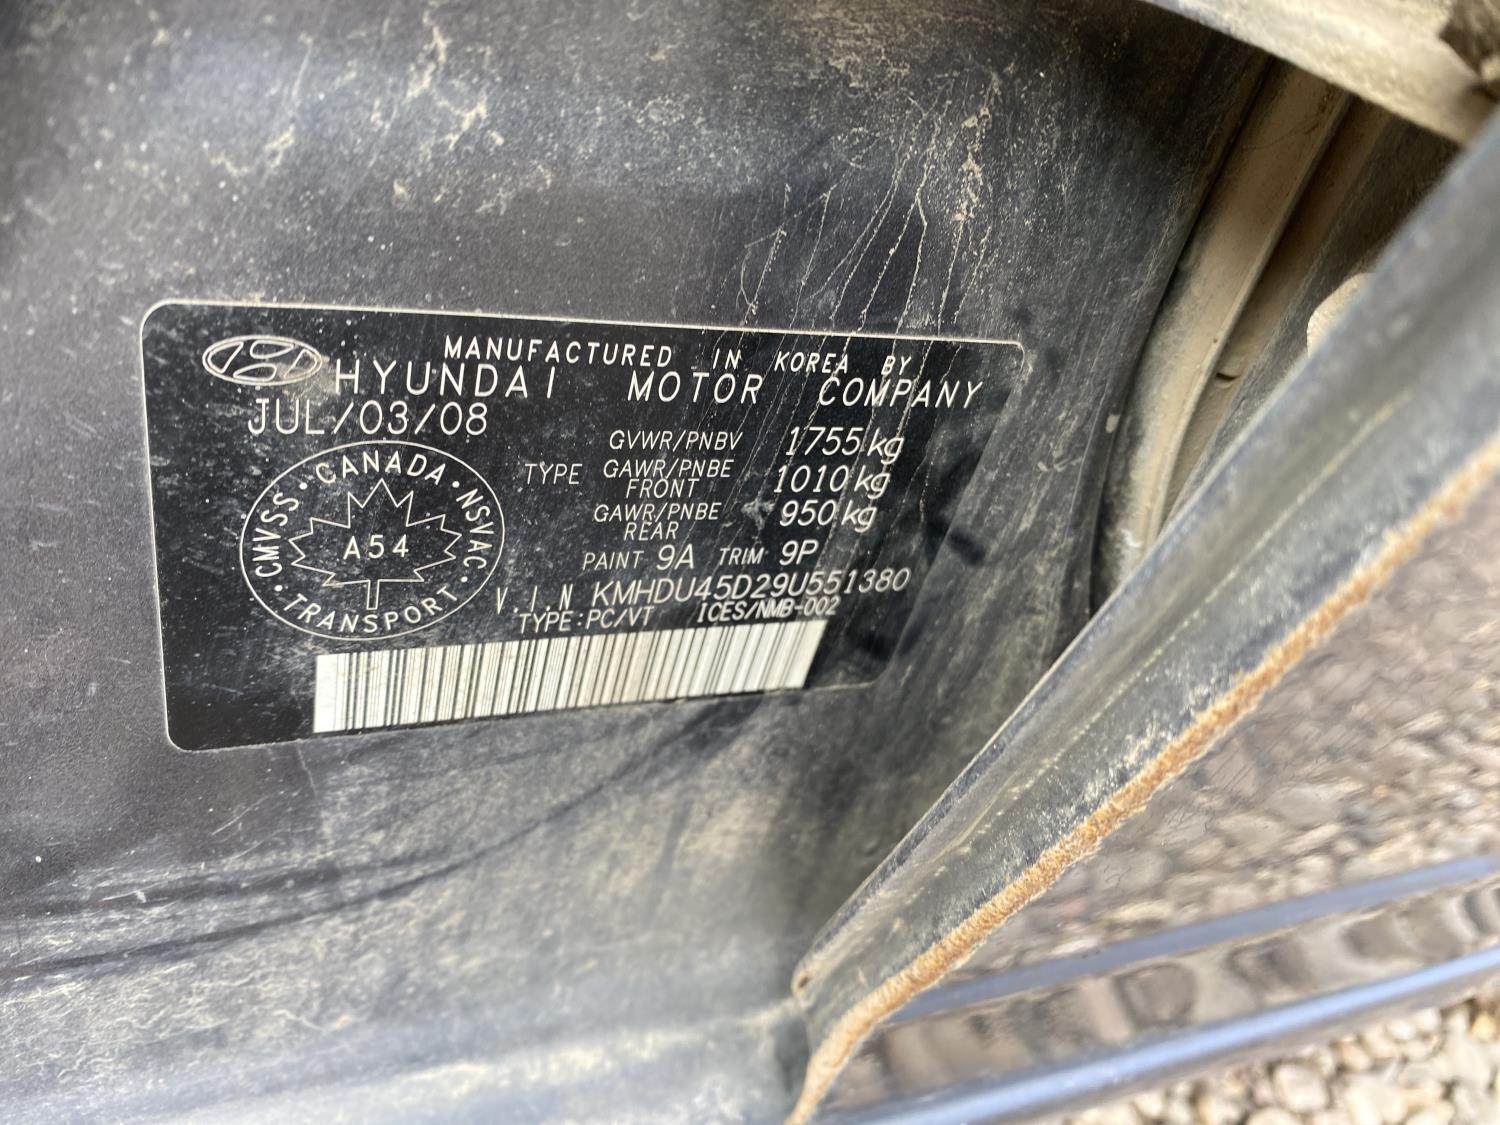 MANUFACTURED IN KOREA BY
HYUNDAI MOTOR COMPANY
JUL/03/08
GVWR/PNBV 1755 kg
TYPE GAWR/PNBE FRONT 1010 kg
GAWR/PNBE REAR 950 kg
PAINT 9A TRIM 9P
V.I.N KMHDU45D29U551380
TYPE:PC/VT ICES/NMB-002
CMVSS · CANADA · NSVAC · TRANSPORT ·
A54